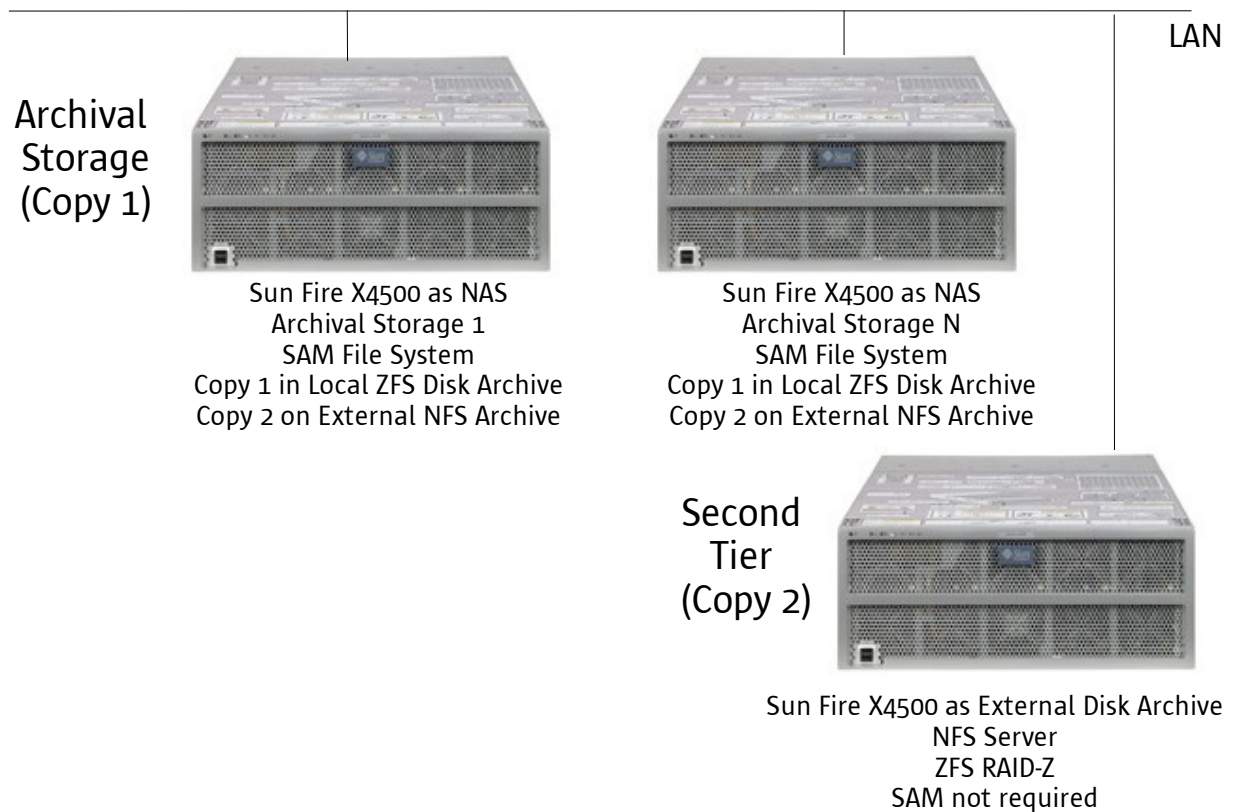 LAN
Archival
Storage
(Copy 1)
Sun Fire X4500 as NAS
Archival Storage 1
SAM File System
Copy 1 in Local ZFS Disk Archive
Copy 2 on External NFS Archive
Sun Fire X4500 as NAS
Archival Storage N
SAM File System
Copy 1 in Local ZFS Disk Archive
Copy 2 on External NFS Archive
Second
Tier
(Copy 2)
Sun Fire X4500 as External Disk Archive
NFS Server
ZFS RAID-Z
SAM not required